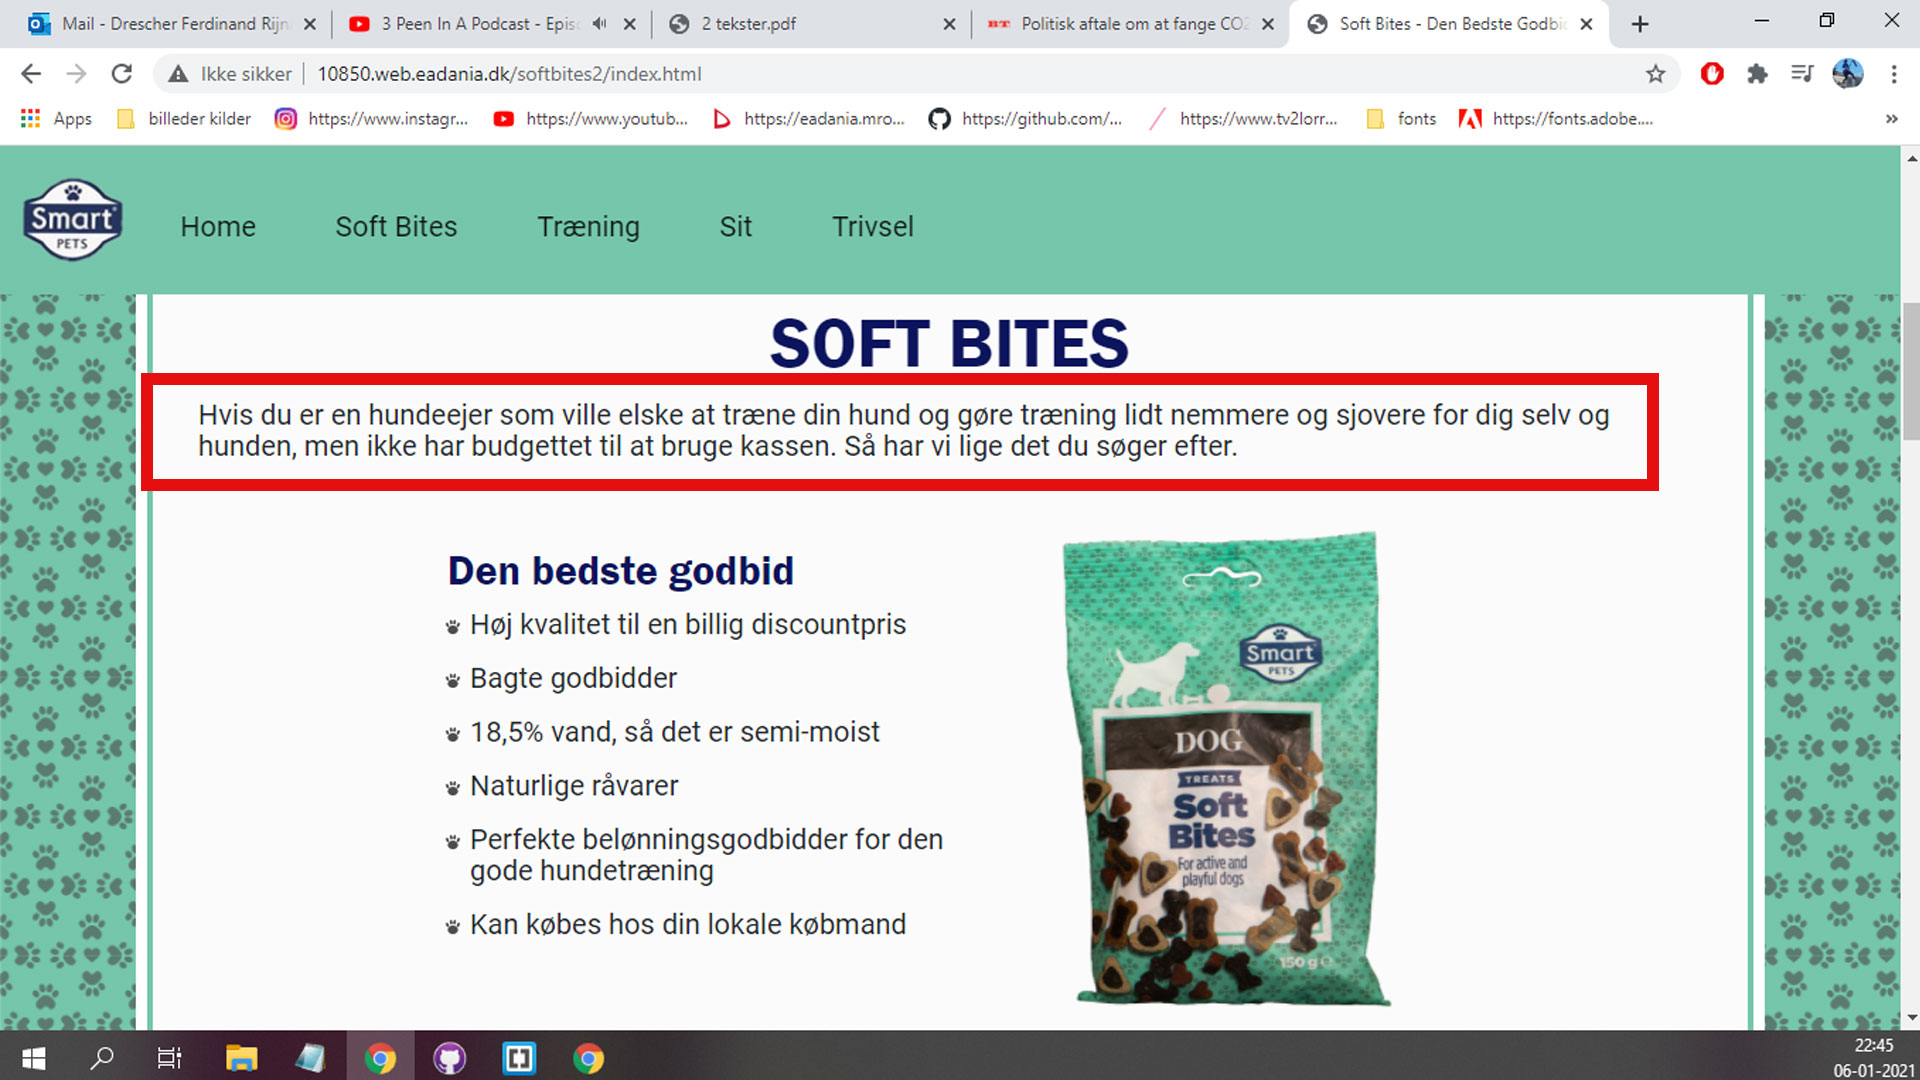 Mail - Drescher Ferdinand Rijn
3 Peen In A Podcast - Epis
2 tekster.pdf
BT Politisk aftale om at fange CO2
Soft Bites - Den Bedste Godbi
Ikke sikker
10850.web.eadania.dk/softbites2/index.html
Apps
billeder kilder
https://www.instagr...
https://www.youtub...
https://eadania.mro...
https://github.com/...
https://www.tv2lorr...
fonts
https://fonts.adobe....
»
Smart
PETS
Home
Soft Bites
Træning
Sit
Trivsel
SOFT BITES
Hvis du er en hundeejer som ville elske at træne din hund og gøre træning lidt nemmere og sjovere for dig selv og
hunden, men ikke har budgettet til at bruge kassen. Så har vi lige det du søger efter.
Den bedste godbid
Høj kvalitet til en billig discountpris
Bagte godbidder
18,5% vand, så det er semi-moist
Naturlige råvarer
Perfekte belønningsgodbidder for den
gode hundetræning
Kan købes hos din lokale købmand
Smart
PETS
DOG
TREATS
Soft
Bites
For active and
playful dogs
150 g e
22:45
06-01-2021